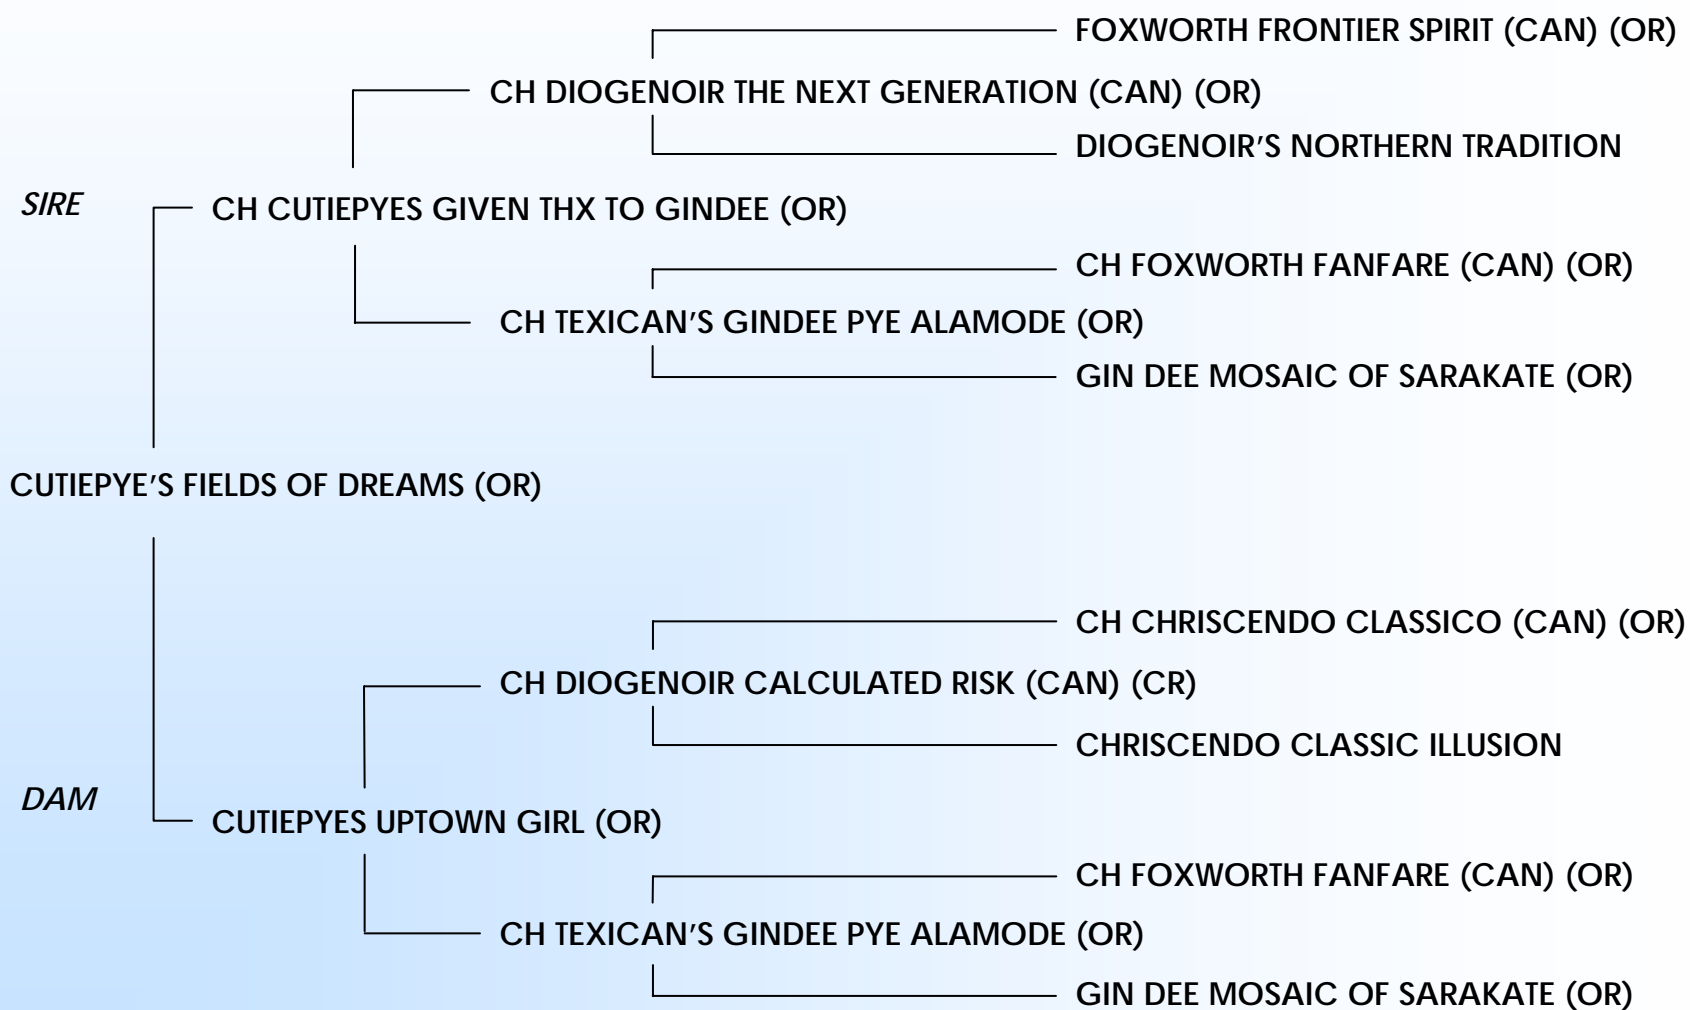 FOXWORTH FRONTIER SPIRIT (CAN) (OR)
CH DIOGENOIR THE NEXT GENERATION (CAN) (OR)
DIOGENOIR’S NORTHERN TRADITION
SIRE
CH CUTIEPYES GIVEN THX TO GINDEE (OR)
CH FOXWORTH FANFARE (CAN) (OR)
CH TEXICAN’S GINDEE PYE ALAMODE (OR)
GIN DEE MOSAIC OF SARAKATE (OR)
CUTIEPYE’S FIELDS OF DREAMS (OR)
CH CHRISCENDO CLASSICO (CAN) (OR)
CH DIOGENOIR CALCULATED RISK (CAN) (CR)
CHRISCENDO CLASSIC ILLUSION
DAM
CUTIEPYES UPTOWN GIRL (OR)
CH FOXWORTH FANFARE (CAN) (OR)
CH TEXICAN’S GINDEE PYE ALAMODE (OR)
GIN DEE MOSAIC OF SARAKATE (OR)